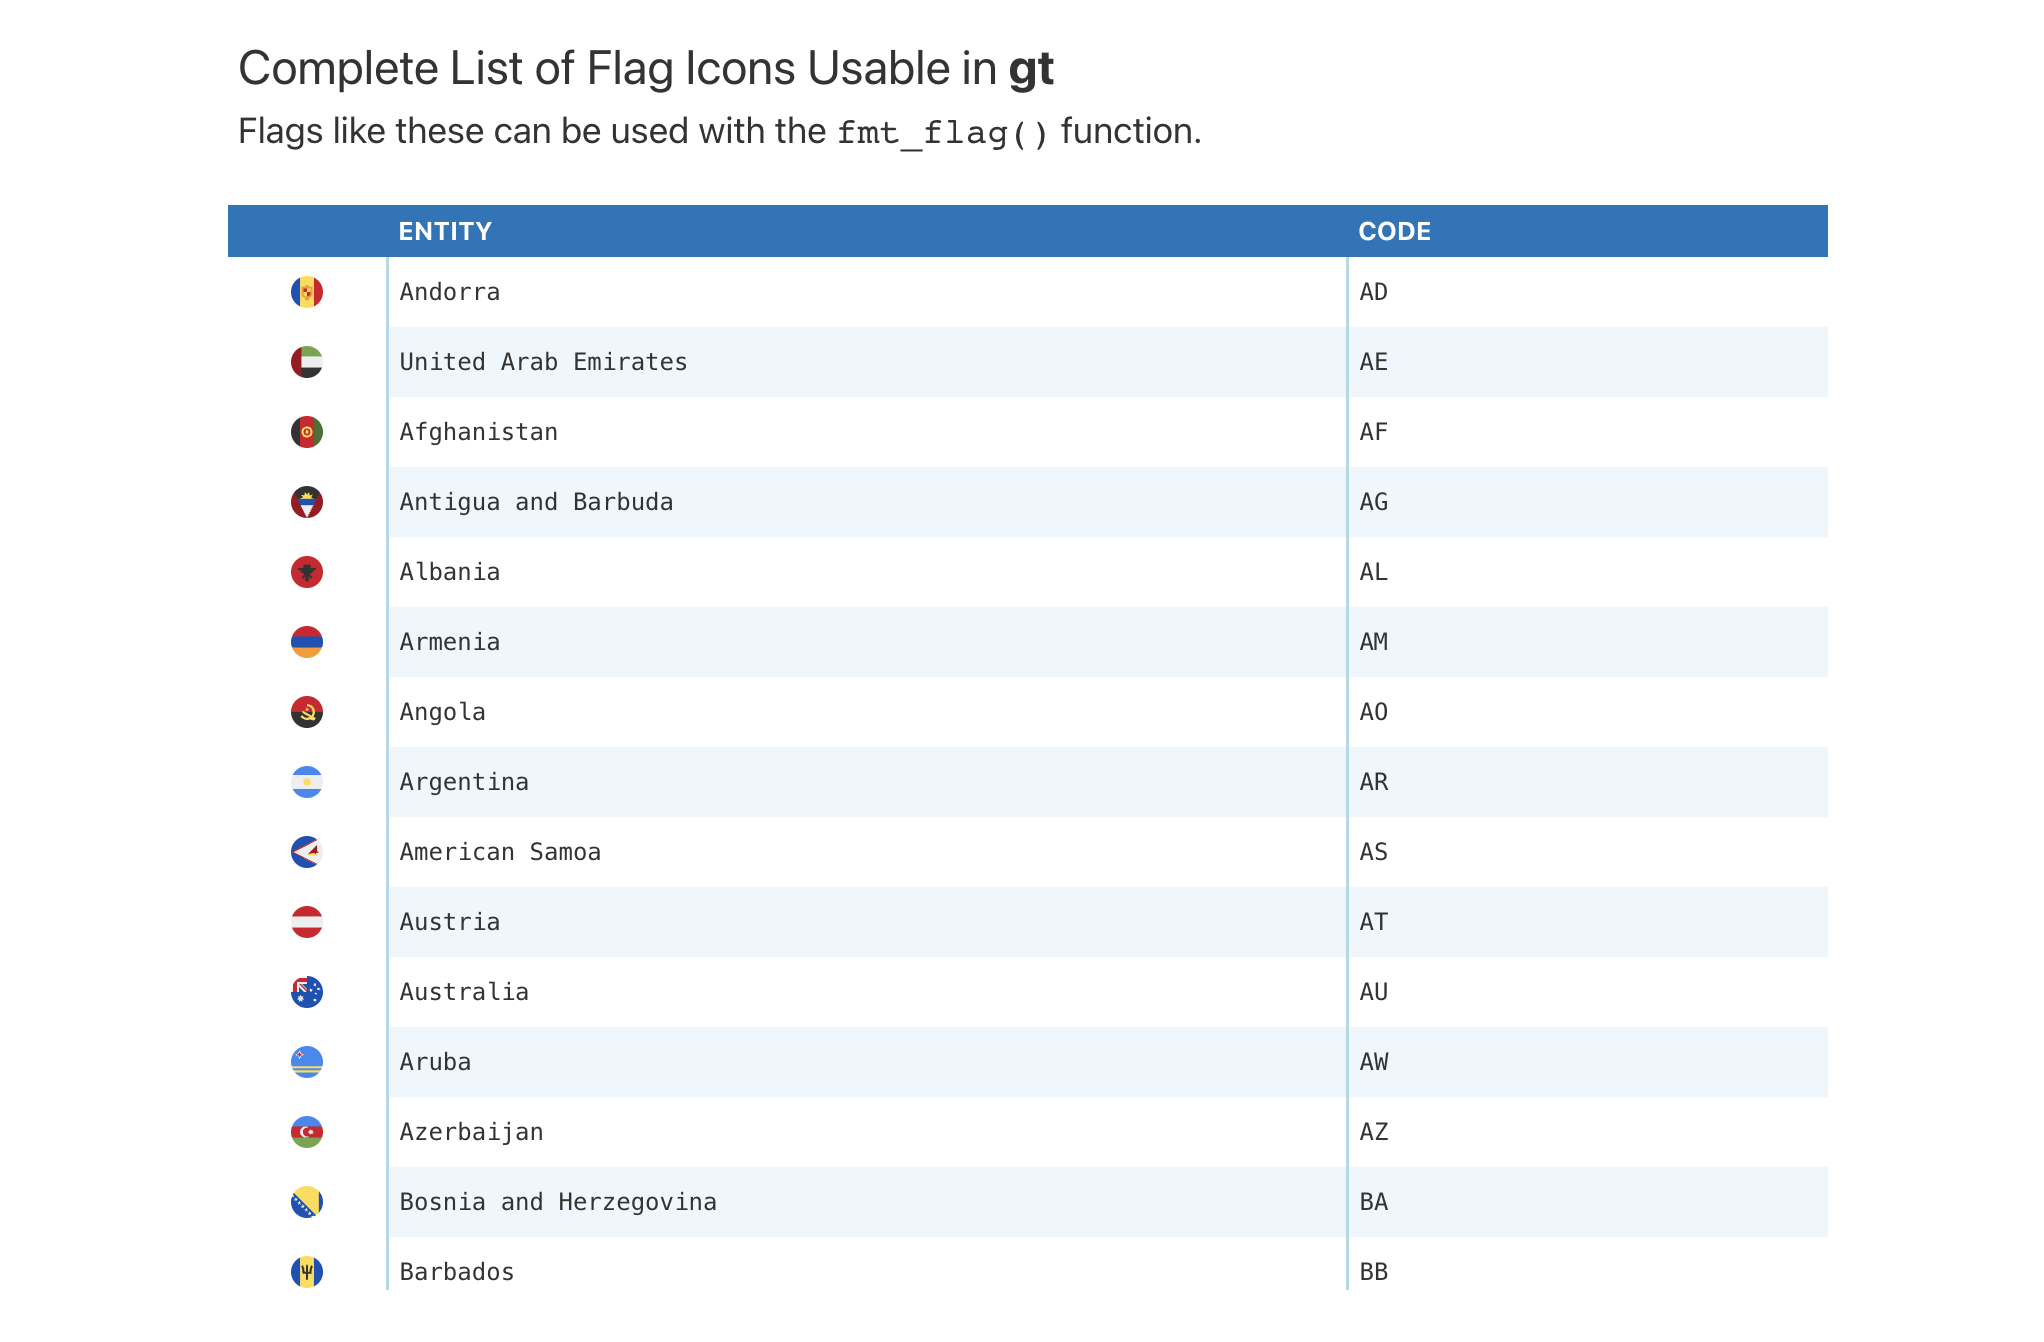 Complete List of Flag Icons Usable in gt
Flags like these can be used with the fmt_flag() function.
ENTITY CODE
Andorra AD
United Arab Emirates AE
Afghanistan AF
Antigua and Barbuda AG
Albania AL
Armenia AM
Angola AO
Argentina AR
American Samoa AS
Austria AT
Australia AU
Aruba AW
Azerbaijan AZ
Bosnia and Herzegovina BA
Barbados BB